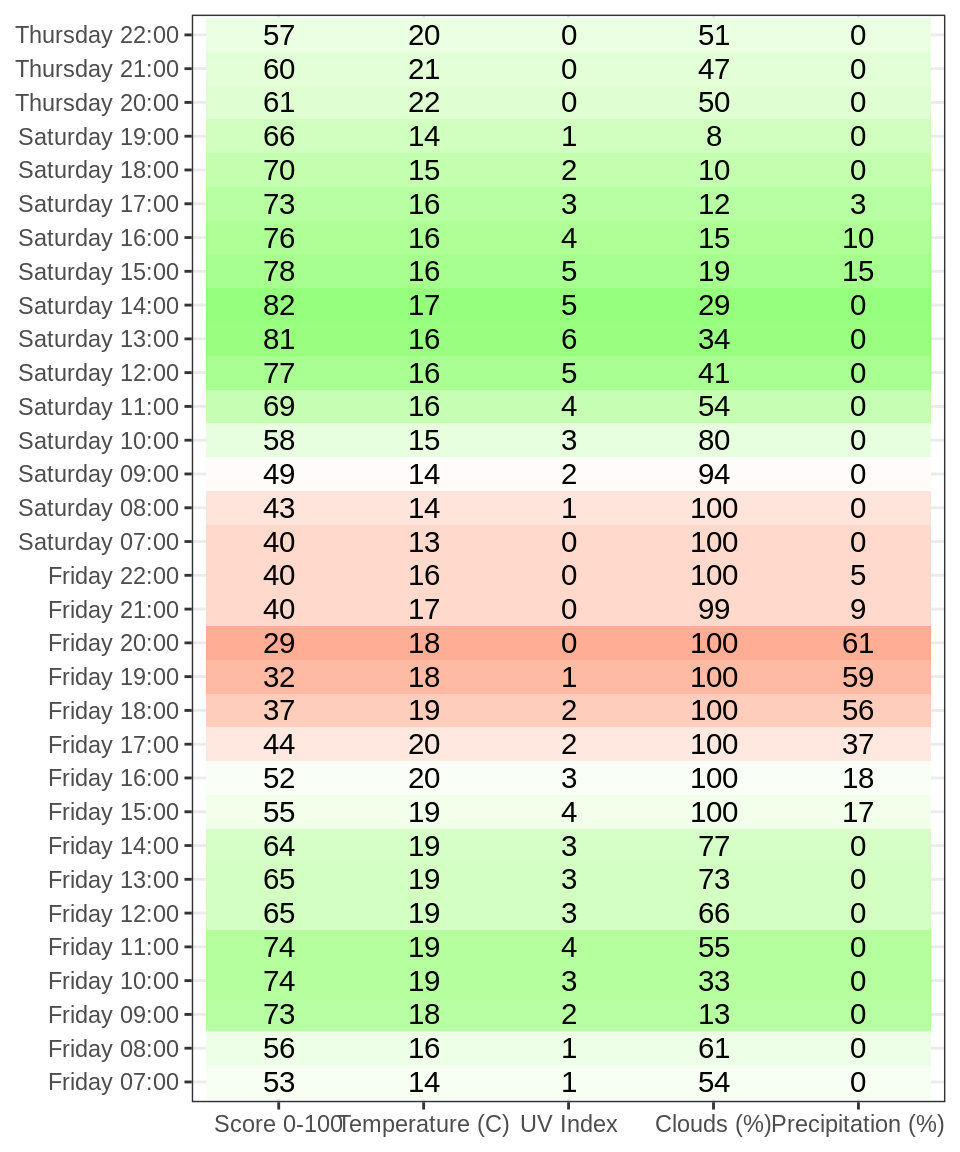 Thursday 22:00 57 20 0 51 0
Thursday 21:00 60 21 0 47 0
Thursday 20:00 61 22 0 50 0
Saturday 19:00 66 14 1 8 0
Saturday 18:00 70 15 2 10 0
Saturday 17:00 73 16 3 12 3
Saturday 16:00 76 16 4 15 10
Saturday 15:00 78 16 5 19 15
Saturday 14:00 82 17 5 29 0
Saturday 13:00 81 16 6 34 0
Saturday 12:00 77 16 5 41 0
Saturday 11:00 69 16 4 54 0
Saturday 10:00 58 15 3 80 0
Saturday 09:00 49 14 2 94 0
Saturday 08:00 43 14 1 100 0
Saturday 07:00 40 13 0 100 0
Friday 22:00 40 16 0 100 5
Friday 21:00 40 17 0 99 9
Friday 20:00 29 18 0 100 61
Friday 19:00 32 18 1 100 59
Friday 18:00 37 19 2 100 56
Friday 17:00 44 20 2 100 37
Friday 16:00 52 20 3 100 18
Friday 15:00 55 19 4 100 17
Friday 14:00 64 19 3 77 0
Friday 13:00 65 19 3 73 0
Friday 12:00 65 19 3 66 0
Friday 11:00 74 19 4 55 0
Friday 10:00 74 19 3 33 0
Friday 09:00 73 18 2 13 0
Friday 08:00 56 16 1 61 0
Friday 07:00 53 14 1 54 0
Score 0-100 Temperature (C) UV Index Clouds (%) Precipitation (%)